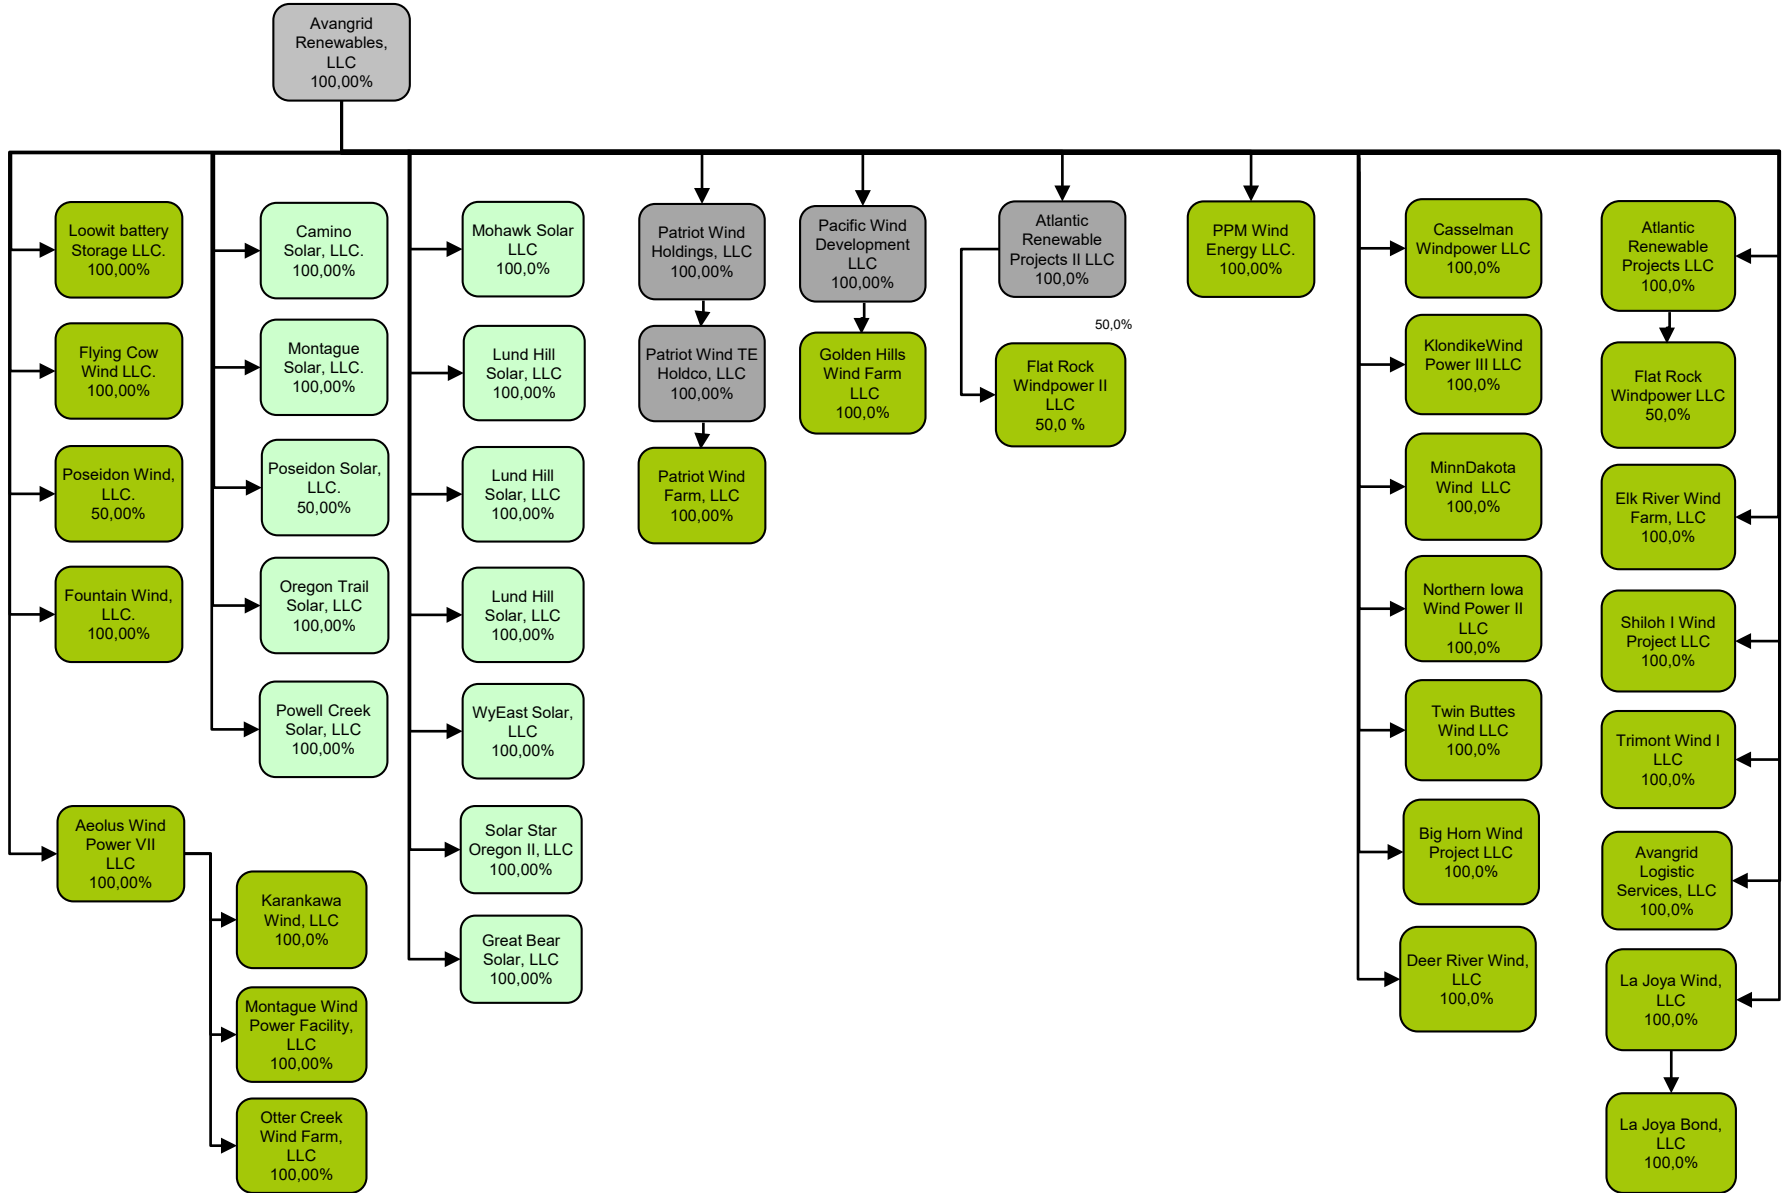 Avangrid
Renewables,
LLC
100,00%
Loowit battery
Storage LLC.
100,00%
Flying Cow
Wind LLC.
100,00%
Poseidon Wind,
LLC.
50,00%
Fountain Wind,
LLC.
100,00%
Aeolus Wind
Power VII
LLC
100,00%
Karankawa
Wind, LLC
100,0%
Montague Wind
Power Facility,
LLC
100,00%
Otter Creek
Wind Farm,
LLC
100,00%
Camino
Solar, LLC.
100,00%
Montague
Solar, LLC.
100,00%
Poseidon Solar,
LLC.
50,00%
Oregon Trail
Solar, LLC
100,00%
Powell Creek
Solar, LLC
100,00%
Mohawk Solar
LLC
100,0%
Lund Hill
Solar, LLC
100,00%
Lund Hill
Solar, LLC
100,00%
Lund Hill
Solar, LLC
100,00%
WyEast Solar,
LLC
100,00%
Solar Star
Oregon II, LLC
100,00%
Great Bear
Solar, LLC
100,00%
Patriot Wind
Holdings, LLC
100,00%
Patriot Wind TE
Holdco, LLC
100,00%
Patriot Wind
Farm, LLC
100,00%
Pacific Wind
Development
LLC
100,00%
Golden Hills
Wind Farm
LLC
100,0%
Atlantic
Renewable
Projects II LLC
100,0%
50,0%
Flat Rock
Windpower II
LLC
50,0 %
PPM Wind
Energy LLC.
100,00%
Casselman
Windpower LLC
100,0%
KlondikeWind
Power III LLC
100,0%
MinnDakota
Wind  LLC
100,0%
Northern Iowa
Wind Power II
LLC
100,0%
Twin Buttes
Wind LLC
100,0%
Big Horn Wind
Project LLC
100,0%
Deer River Wind,
LLC
100,0%
Atlantic
Renewable
Projects LLC
100,0%
Flat Rock
Windpower LLC
50,0%
Elk River Wind
Farm, LLC
100,0%
Shiloh I Wind
Project LLC
100,0%
Trimont Wind I
LLC
100,0%
Avangrid
Logistic
Services, LLC
100,0%
La Joya Wind,
LLC
100,0%
La Joya Bond,
LLC
100,0%